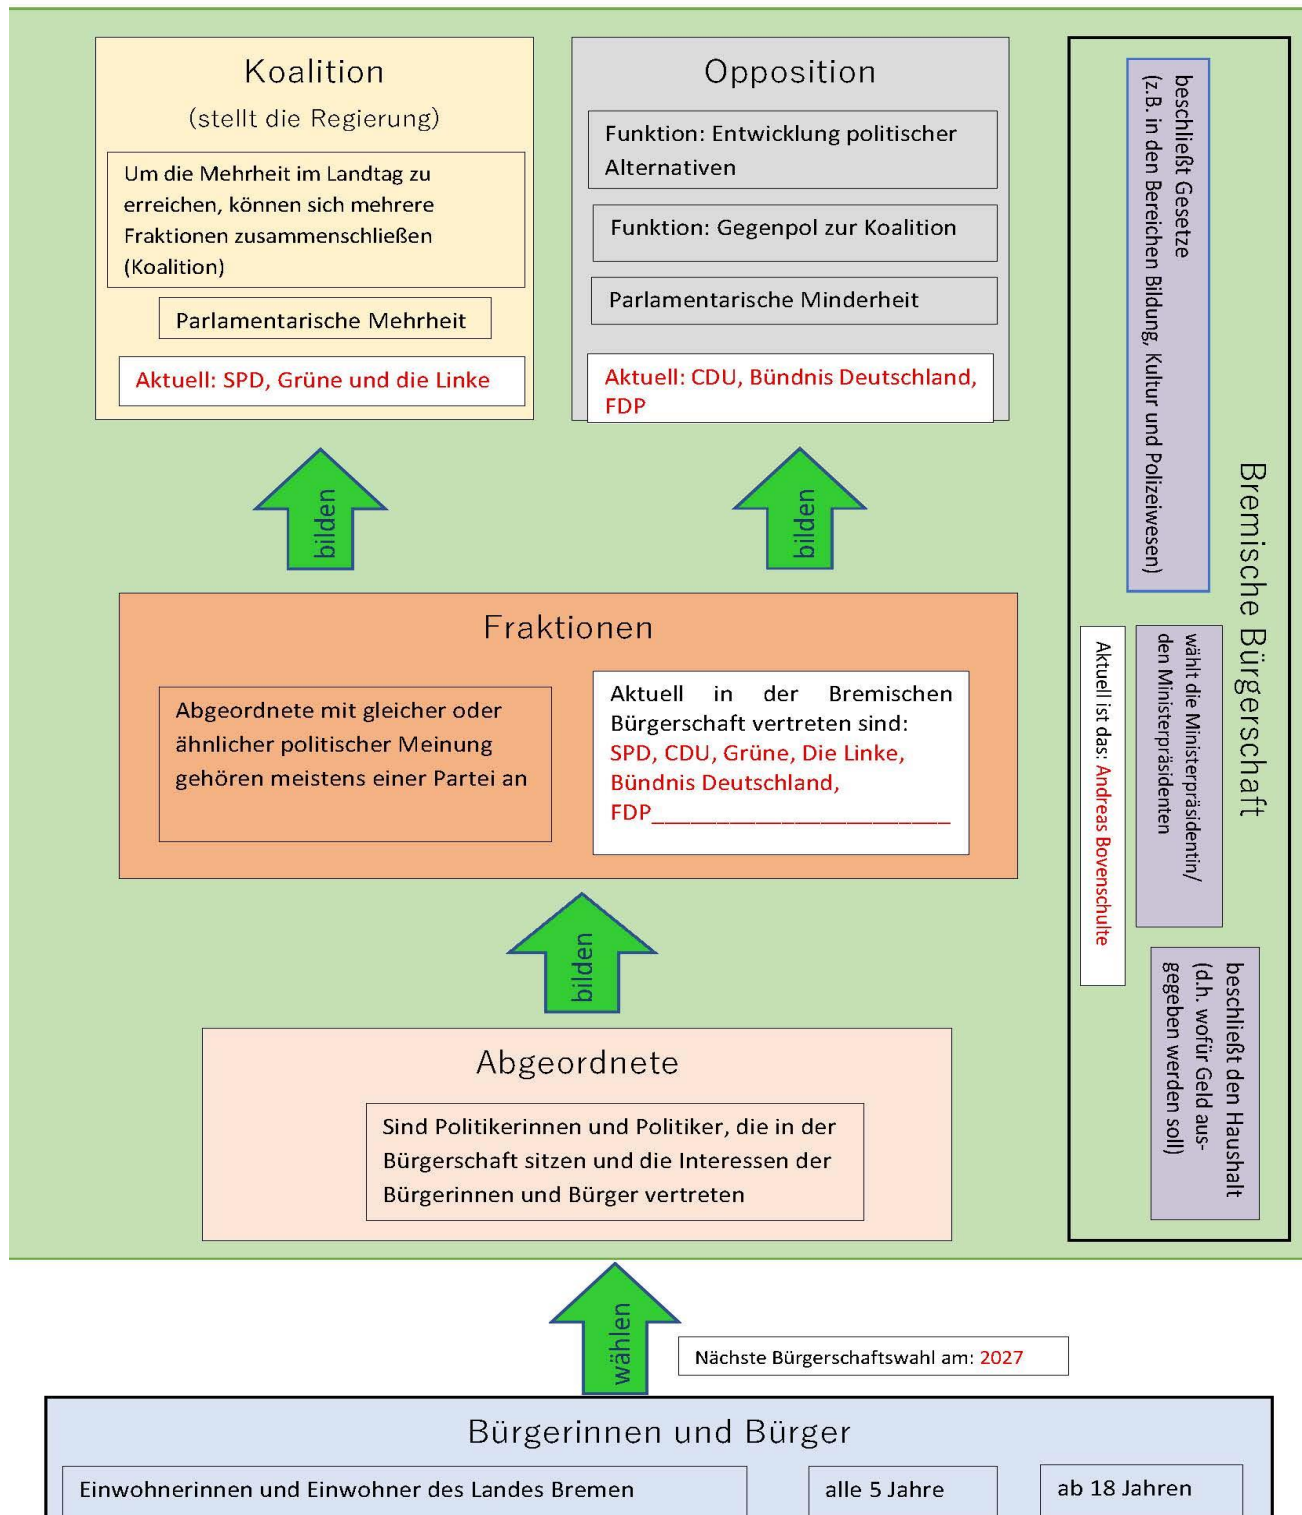 Koalition
(stellt die Regierung)
Um die Mehrheit im Landtag zu
erreichen, können sich mehrere
Fraktionen zusammenschließen
(Koalition)
Parlamentarische Mehrheit
Aktuell: SPD, Grüne und die Linke
Opposition
Funktion: Entwicklung politischer
Alternativen
Funktion: Gegenpol zur Koalition
Parlamentarische Minderheit
Aktuell: CDU, Bündnis Deutschland,
FDP
bilden
bilden
Fraktionen
Abgeordnete mit gleicher oder
ähnlicher politischer Meinung
gehören meistens einer Partei an
Aktuell in der Bremischen
Bürgerschaft vertreten sind:
SPD, CDU, Grüne, Die Linke,
Bündnis Deutschland,
FDP_______________________
bilden
Abgeordnete
Sind Politikerinnen und Politiker, die in der
Bürgerschaft sitzen und die Interessen der
Bürgerinnen und Bürger vertreten
Bremische Bürgerschaft
beschließt Gesetze
(z.B. in den Bereichen Bildung, Kultur und Polizeiwesen)
wählt die Ministerpräsidentin/
den Ministerpräsidenten
Aktuell ist das: Andreas Bovenschulte
beschließt den Haushalt
(d.h. wofür Geld aus-
gegeben werden soll)
wählen
Nächste Bürgerschaftswahl am: 2027
Bürgerinnen und Bürger
Einwohnerinnen und Einwohner des Landes Bremen
alle 5 Jahre
ab 18 Jahren